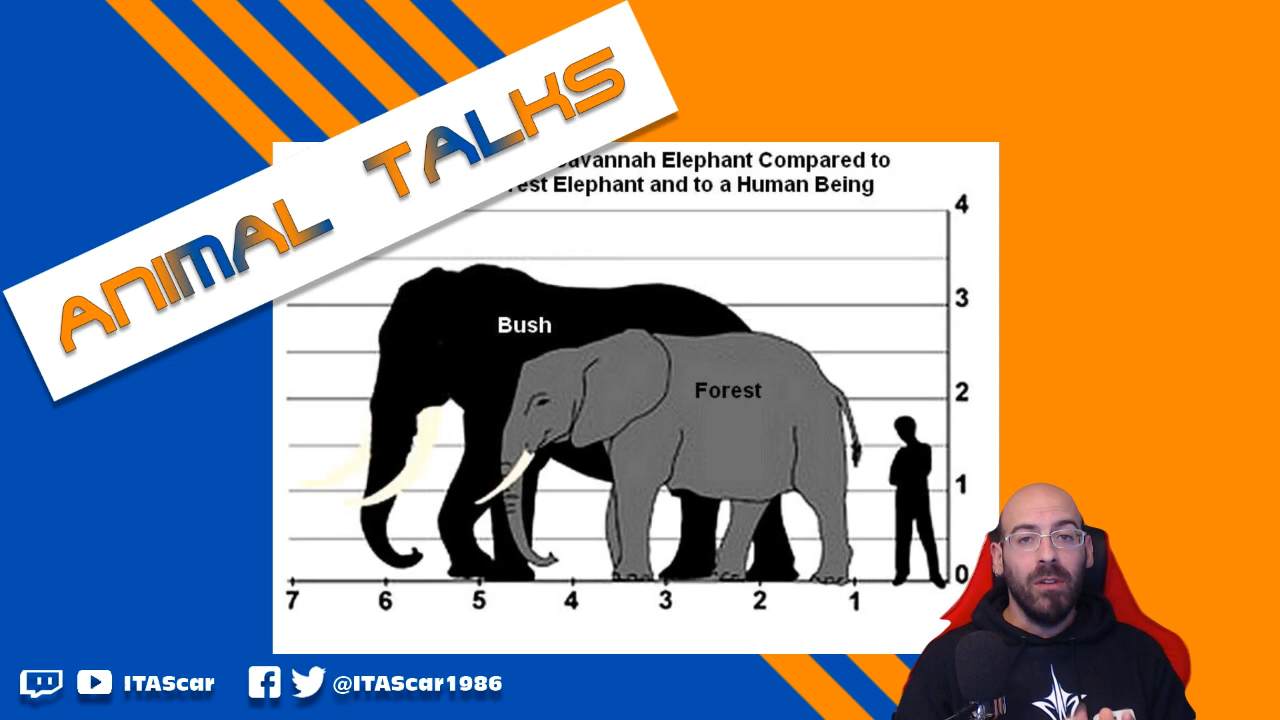 ANIMAL TALKS
Savannah Elephant Compared to
Elephant and to a Human Being
4
3
2
1
0
Bush
Forest
7 6 5 4 3 2 1
ITAScar @ITAScar1986